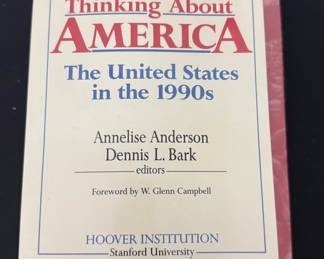 Thinking About
AMERICA
The United States
in the 1990s
Annelise Anderson
Dennis L. Bark
editors
Foreword by W. Glenn Campbell
HOOVER INSTITUTION
Stanford University